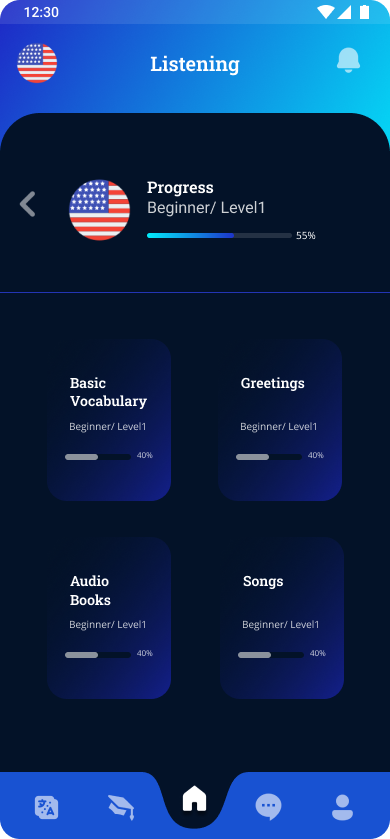 12:30
Listening
Progress
Beginner/ Level1
55%
Basic
Vocabulary
Beginner/ Level1
40%
Greetings
Beginner/ Level1
40%
Audio
Books
Beginner/ Level1
40%
Songs
Beginner/ Level1
40%